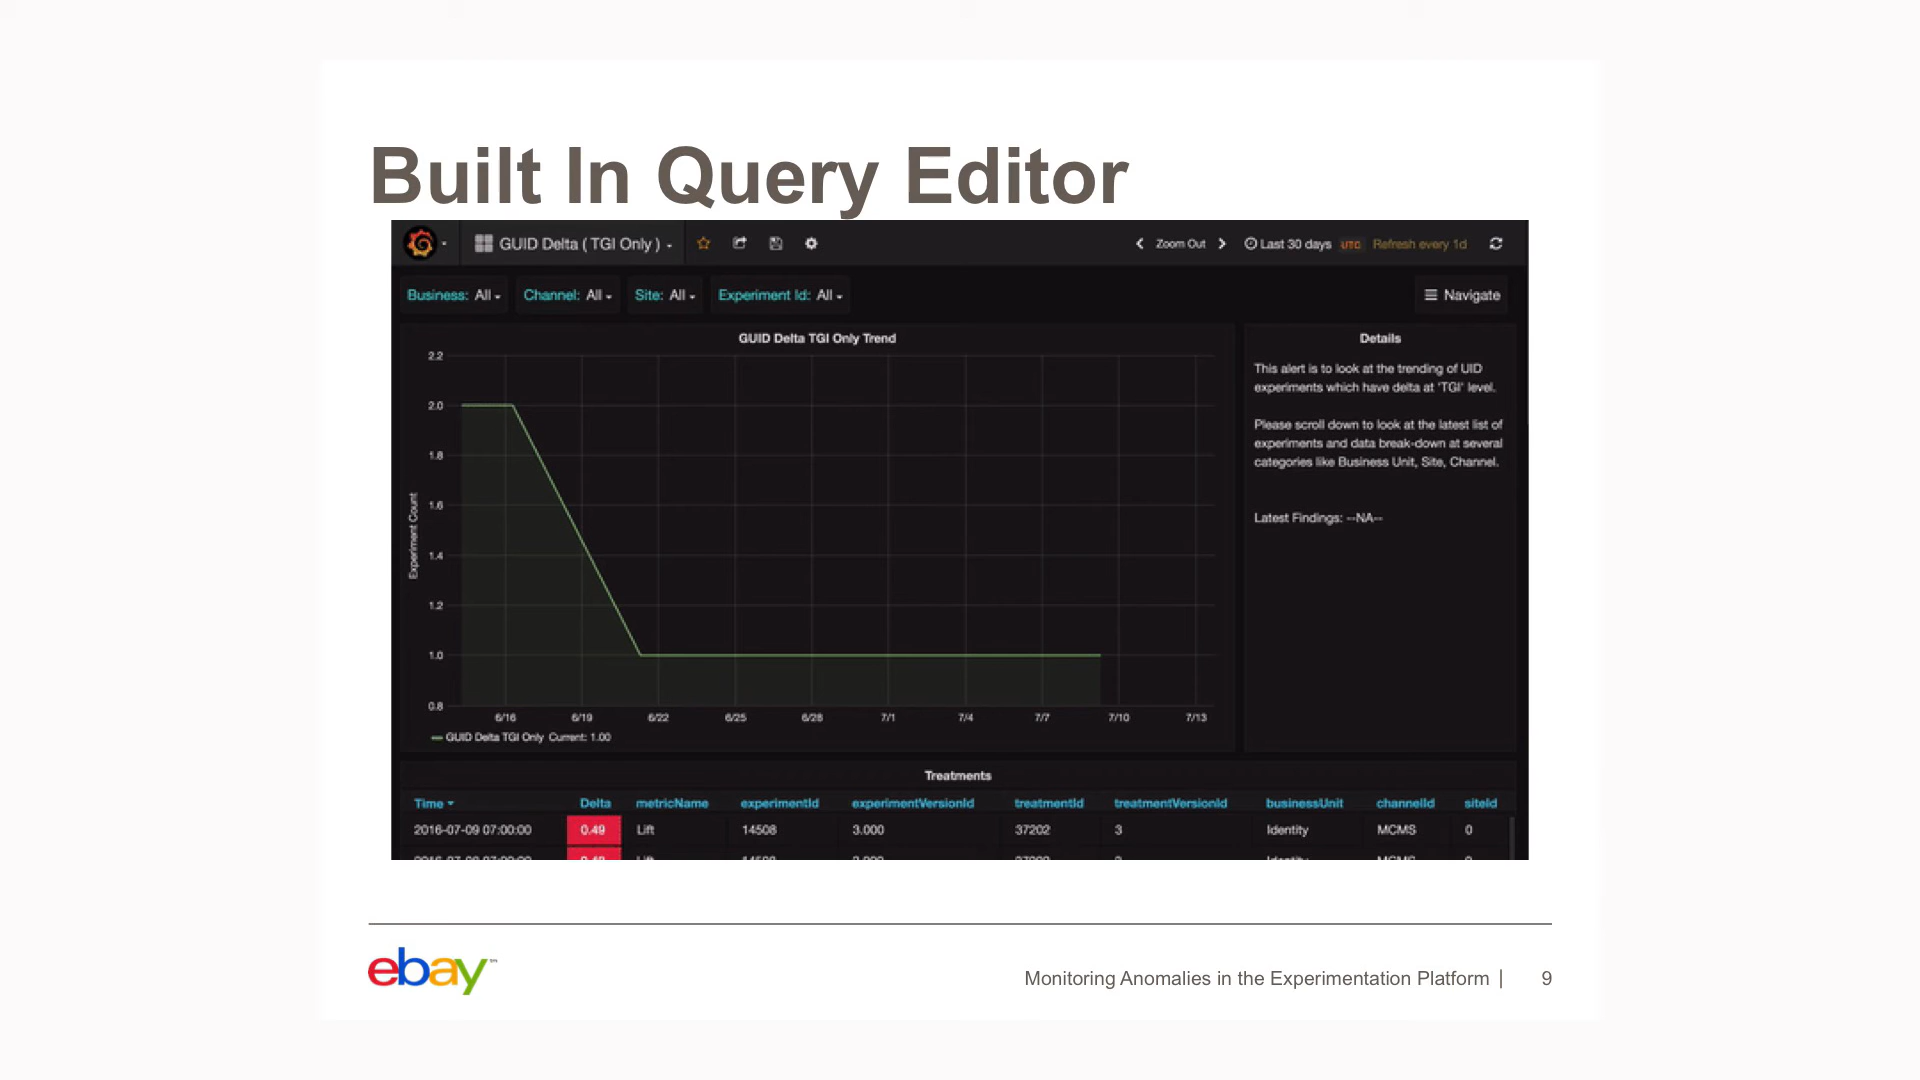 Built In Query Editor
GUID Delta ( TGI Only )
Zoom Out
Last 30 days UTC Refresh every 1d
Business: All
Channel: All
Site: All
Experiment Id: All
Navigate
GUID Delta TGI Only Trend
2.2
2.0
1.8
1.6
1.4
1.2
1.0
0.8
Experiment Count
6/16 6/19 6/22 6/25 6/28 7/1 7/4 7/7 7/10 7/13
GUID Delta TGI Only Current: 1.00
Details
This alert is to look at the trending of UID
experiments which have delta at 'TGI' level.
Please scroll down to look at the latest list of
experiments and data break-down at several
categories like Business Unit, Site, Channel.
Latest Findings: --NA--
Treatments
Time Delta metricName experimentId experimentVersionId treatmentId treatmentVersionId businessUnit channelId siteId
2016-07-09 07:00:00 0.49 Lift 14508 3.000 37202 3 Identity MCMS 0
ebay
Monitoring Anomalies in the Experimentation Platform | 9